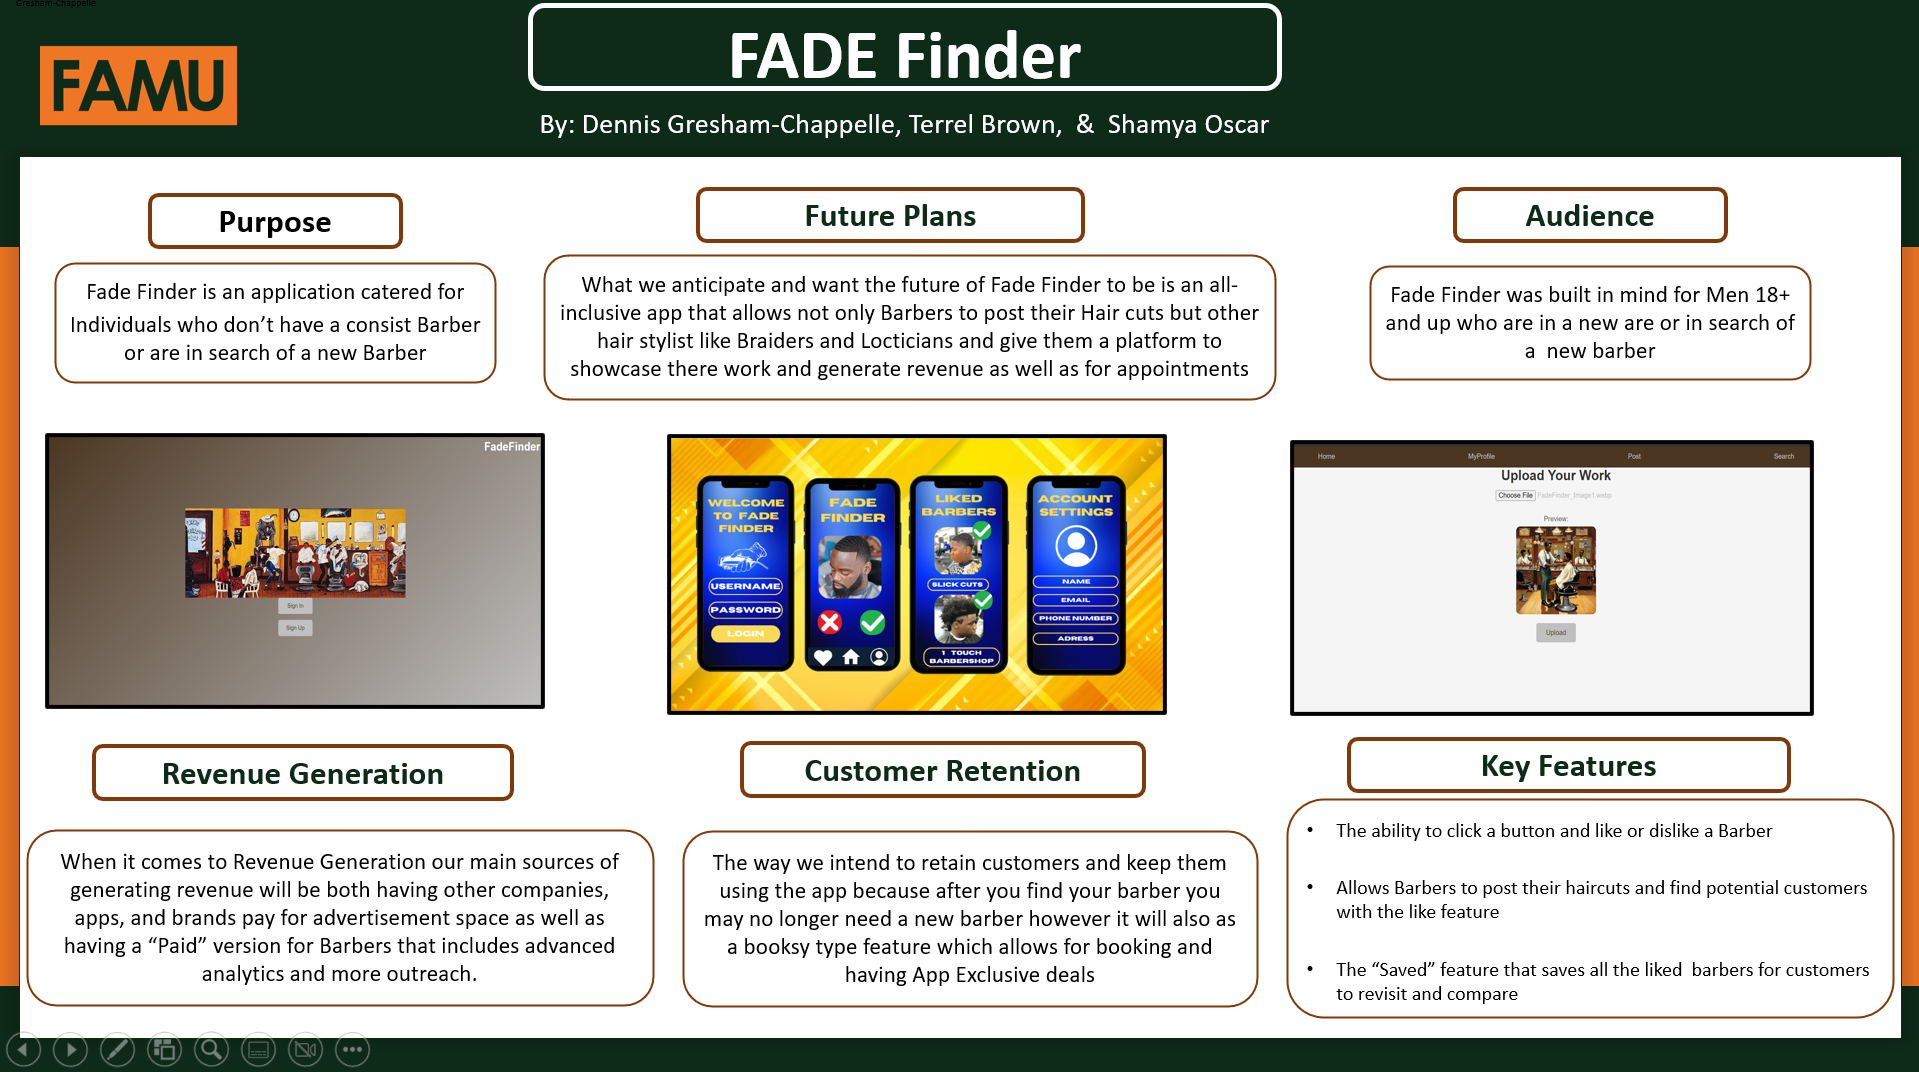 Gresham-Chappelle
FAMU
FADE Finder
By: Dennis Gresham-Chappelle, Terrel Brown, & Shamya Oscar
Purpose
Fade Finder is an application catered for
Individuals who don't have a consist Barber
or are in search of a new Barber
Future Plans
What we anticipate and want the future of Fade Finder to be is an all-
inclusive app that allows not only Barbers to post their Hair cuts but other
hair stylist like Braiders and Locticians and give them a platform to
showcase there work and generate revenue as well as for appointments
Audience
Fade Finder was built in mind for Men 18+
and up who are in a new are or in search of
a new barber
FadeFinder
Sign In
Sign Up
WELCOME
TO FADE
FINDER
USERNAME
PASSWORD
LOGIN
FADE
FINDER
LIKED
BARBERS
SLICK CUTS
1 TOUCH
BARBERSHOP
ACCOUNT
SETTINGS
NAME
EMAIL
PHONE NUMBER
ADRESS
Home MyProfile Post Search
Upload Your Work
Choose File FadeFinder_Image1.webp
Preview:
Upload
Revenue Generation
When it comes to Revenue Generation our main sources of
generating revenue will be both having other companies,
apps, and brands pay for advertisement space as well as
having a “Paid” version for Barbers that includes advanced
analytics and more outreach.
Customer Retention
The way we intend to retain customers and keep them
using the app because after you find your barber you
may no longer need a new barber however it will also as
a booksy type feature which allows for booking and
having App Exclusive deals
Key Features
• The ability to click a button and like or dislike a Barber
• Allows Barbers to post their haircuts and find potential customers
with the like feature
• The “Saved” feature that saves all the liked barbers for customers
to revisit and compare